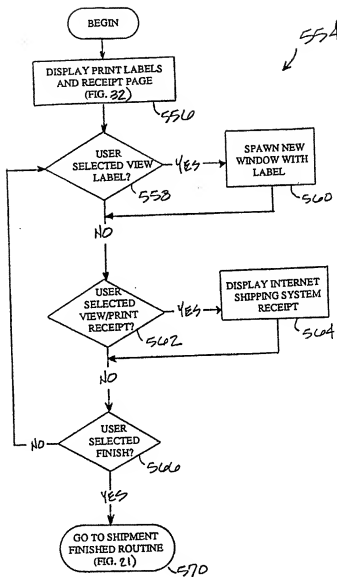 BEGIN
554
DISPLAY PRINT LABELS
AND RECEIPT PAGE
(FIG. 32)
556
USER
SELECTED VIEW
LABEL?
558
YES
SPAWN NEW
WINDOW WITH
LABEL
560
NO
USER
SELECTED
VIEW/PRINT
RECEIPT?
562
YES
DISPLAY INTERNET
SHIPPING SYSTEM
RECEIPT
564
NO
USER
SELECTED
FINISH?
566
NO
YES
GO TO SHIPMENT
FINISHED ROUTINE
(FIG. 21)
570